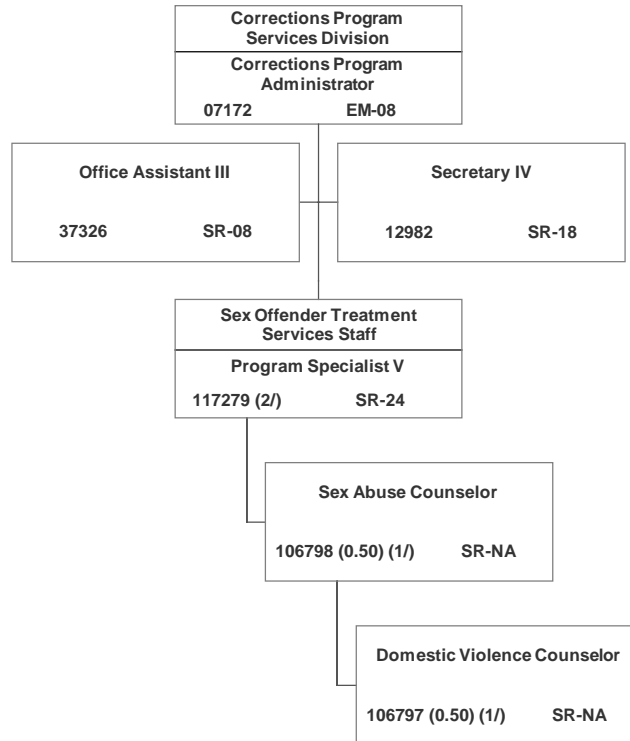 Corrections Program
Services Division
Corrections Program
Administrator
07172 EM-08
Office Assistant III
37326 SR-08
Secretary IV
12982 SR-18
Sex Offender Treatment
Services Staff
Program Specialist V
117279 (2/) SR-24
Sex Abuse Counselor
106798 (0.50) (1/) SR-NA
Domestic Violence Counselor
106797 (0.50) (1/) SR-NA